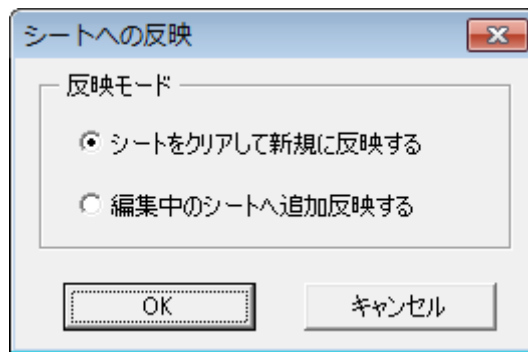 シートへの反映
反映モード
シートをクリアして新規に反映する
編集中のシートへ追加反映する
OK
キャンセル